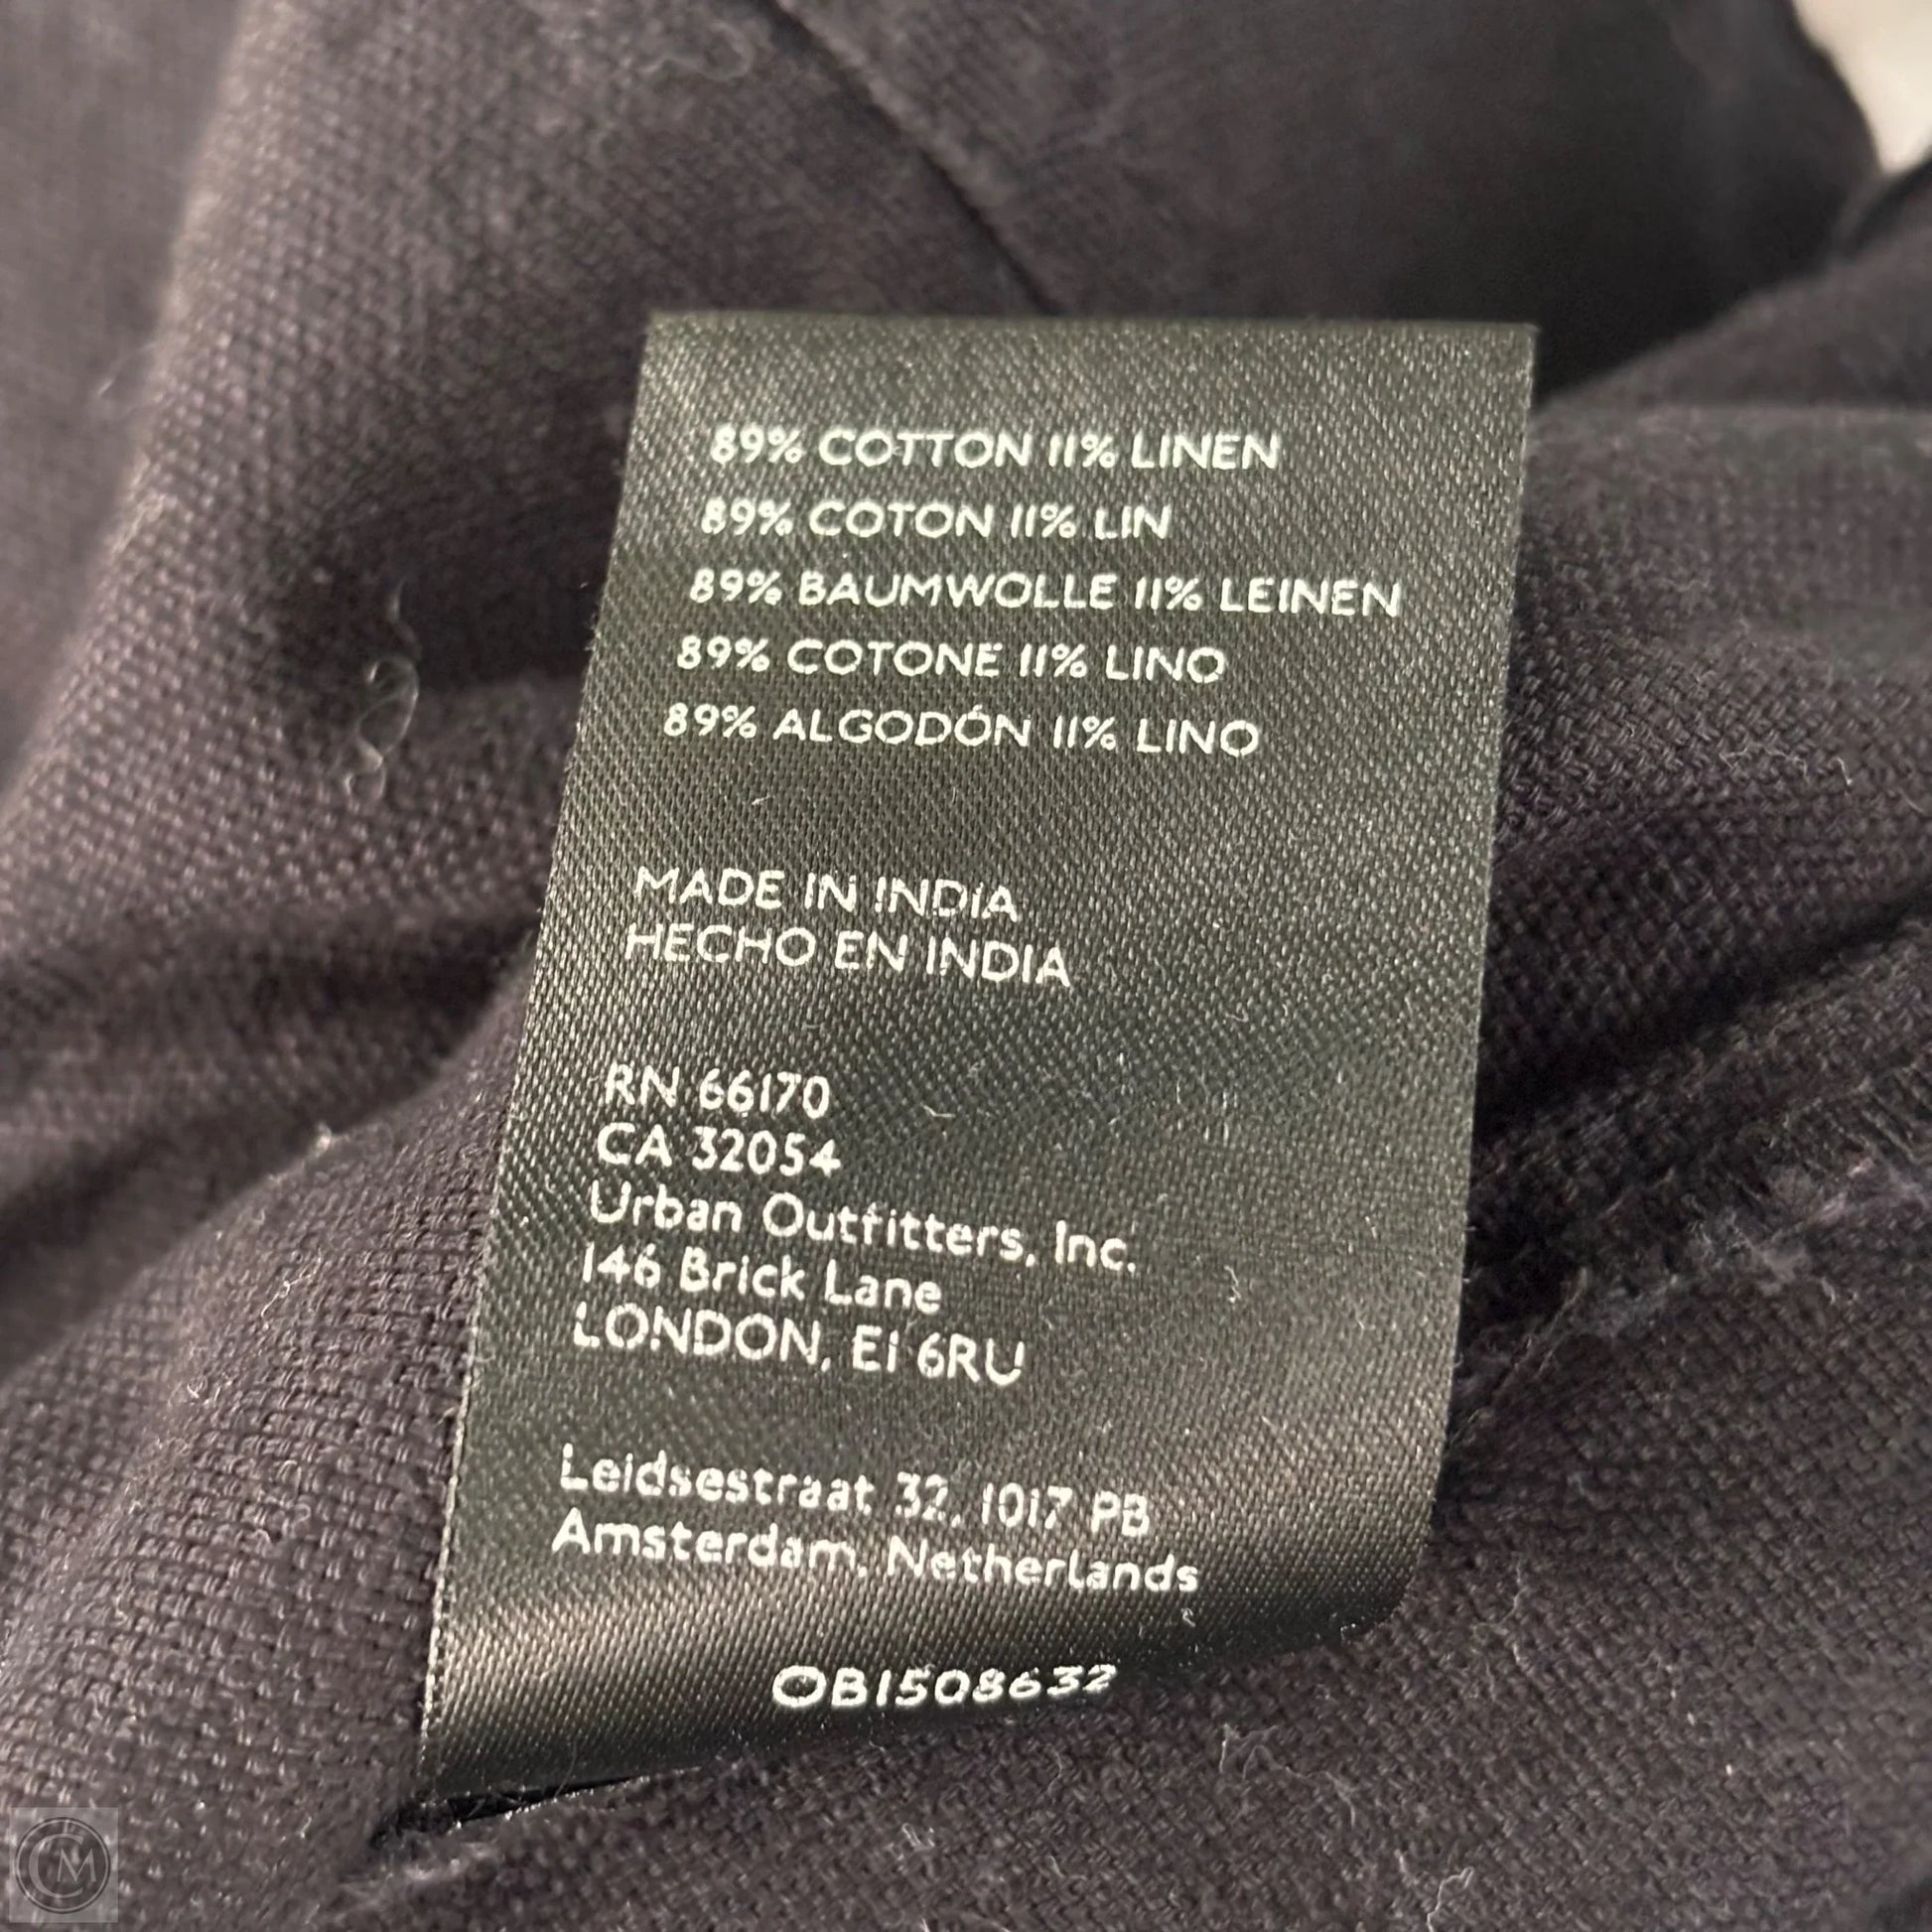 89% COTTON 11% LINEN
89% COTON 11% LIN
89% BAUMWOLLE 11% LEINEN
89% COTONE 11% LINO
89% ALGODÓN 11% LINO
MADE IN INDIA
HECHO EN INDIA
RN 66170
CA 32054
Urban Outfitters, Inc.
146 Brick Lane
LONDON, E1 6RU
Leidsestraat 32, 1017 PB
Amsterdam, Netherlands
OB1508632
CM